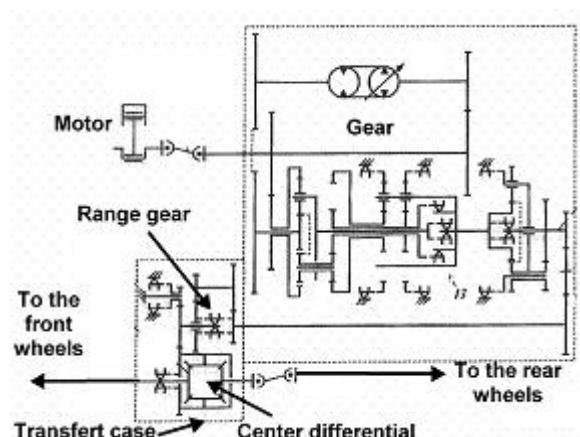 Motor
Gear
Range gear
To the
front
wheels
To the rear
wheels
Transfert case
Center differential